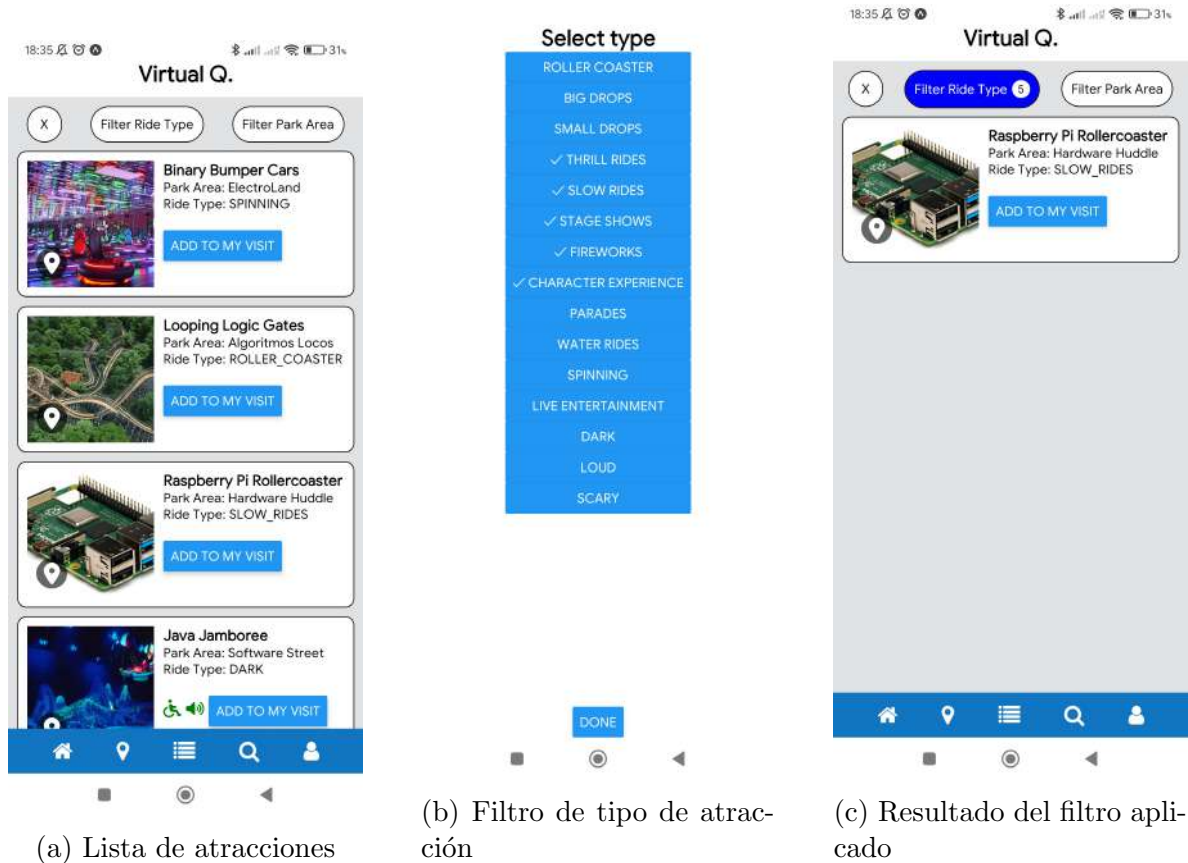 18:35
31%
Virtual Q.
X
Filter Ride Type
Filter Park Area
Binary Bumper Cars
Park Area: ElectroLand
Ride Type: SPINNING
ADD TO MY VISIT
Looping Logic Gates
Park Area: Algoritmos Locos
Ride Type: ROLLER_COASTER
ADD TO MY VISIT
Raspberry Pi Rollercoaster
Park Area: Hardware Huddle
Ride Type: SLOW_RIDES
ADD TO MY VISIT
Java Jamboree
Park Area: Software Street
Ride Type: DARK
ADD TO MY VISIT
(a) Lista de atracciones
Select type
ROLLER COASTER
BIG DROPS
SMALL DROPS
✓ THRILL RIDES
✓ SLOW RIDES
✓ STAGE SHOWS
✓ FIREWORKS
✓ CHARACTER EXPERIENCE
PARADES
WATER RIDES
SPINNING
LIVE ENTERTAINMENT
DARK
LOUD
SCARY
DONE
(b) Filtro de tipo de atrac-
ción
18:35
31%
Virtual Q.
X
Filter Ride Type 5
Filter Park Area
Raspberry Pi Rollercoaster
Park Area: Hardware Huddle
Ride Type: SLOW_RIDES
ADD TO MY VISIT
(c) Resultado del filtro apli-
cado